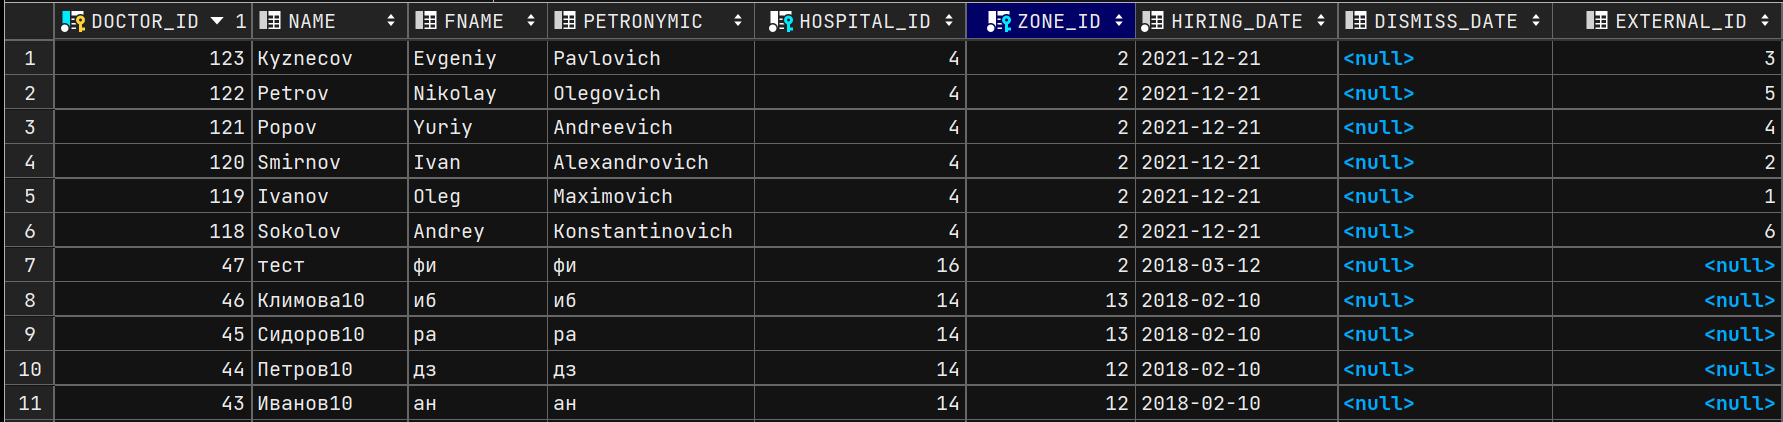 DOCTOR_ID 1 NAME FNAME PETRONYMIC HOSPITAL_ID ZONE_ID HIRING_DATE DISMISS_DATE EXTERNAL_ID
1 123 Kyznecov Evgeniy Pavlovich 4 2 2021-12-21 <null> 3
2 122 Petrov Nikolay Olegovich 4 2 2021-12-21 <null> 5
3 121 Popov Yuriy Andreevich 4 2 2021-12-21 <null> 4
4 120 Smirnov Ivan Alexandrovich 4 2 2021-12-21 <null> 2
5 119 Ivanov Oleg Maximovich 4 2 2021-12-21 <null> 1
6 118 Sokolov Andrey Konstantinovich 4 2 2021-12-21 <null> 6
7 47 тест фи фи 16 2 2018-03-12 <null> <null>
8 46 Климова10 иб иб 14 13 2018-02-10 <null> <null>
9 45 Сидоров10 ра ра 14 13 2018-02-10 <null> <null>
10 44 Петров10 дз дз 14 12 2018-02-10 <null> <null>
11 43 Иванов10 ан ан 14 12 2018-02-10 <null> <null>